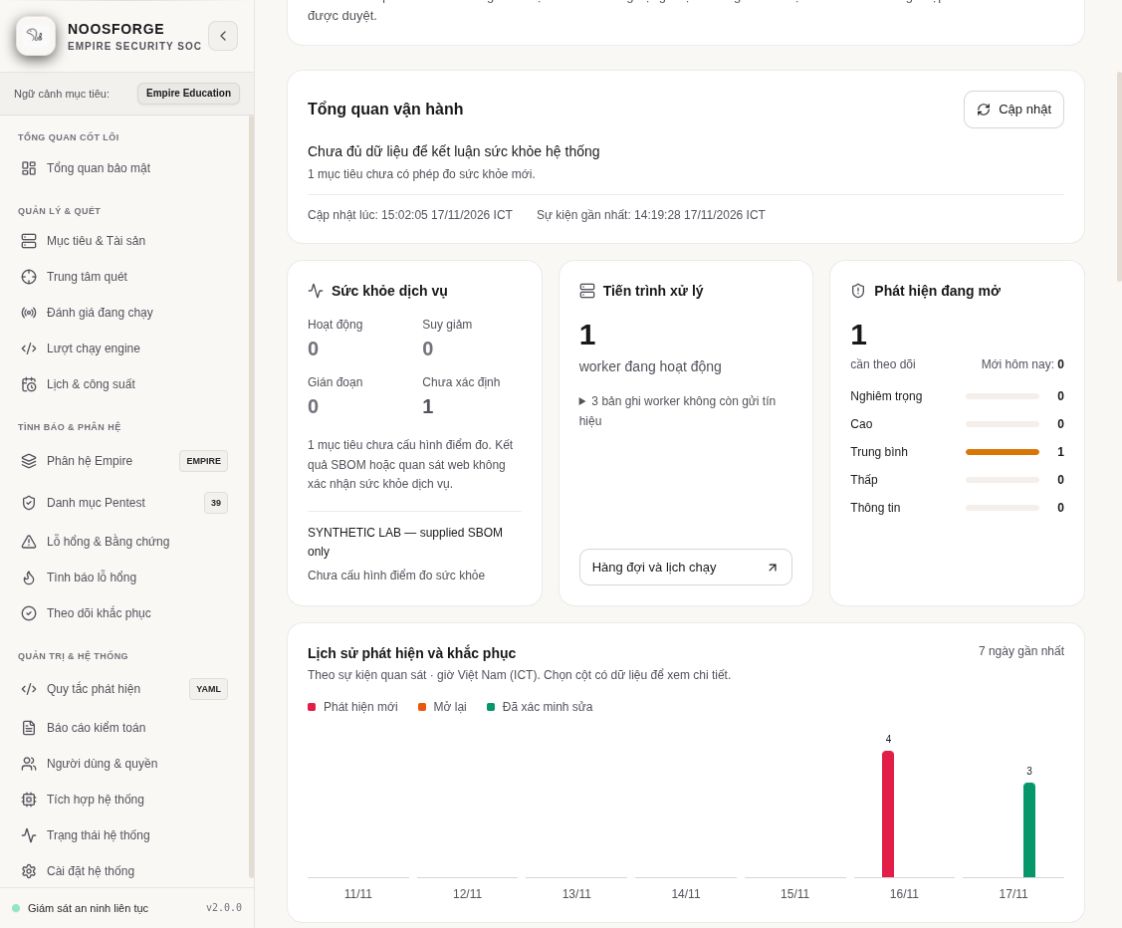 NOOSFORGE
EMPIRE SECURITY SOC
Ngữ cảnh mục tiêu:
Empire Education
TỔNG QUAN CỐT LÕI
Tổng quan bảo mật
QUẢN LÝ & QUÉT
Mục tiêu & Tài sản
Trung tâm quét
Đánh giá đang chạy
Lượt chạy engine
Lịch & công suất
TÌNH BÁO & PHÂN HỆ
Phân hệ Empire
EMPIRE
Danh mục Pentest
39
Lỗ hổng & Bằng chứng
Tình báo lỗ hổng
Theo dõi khắc phục
QUẢN TRỊ & HỆ THỐNG
Quy tắc phát hiện
YAML
Báo cáo kiểm toán
Người dùng & quyền
Tích hợp hệ thống
Trạng thái hệ thống
Cài đặt hệ thống
Giám sát an ninh liên tục
v2.0.0
được duyệt.
Tổng quan vận hành
Cập nhật
Chưa đủ dữ liệu để kết luận sức khỏe hệ thống
1 mục tiêu chưa có phép đo sức khỏe mới.
Cập nhật lúc: 15:02:05 17/11/2026 ICT
Sự kiện gần nhất: 14:19:28 17/11/2026 ICT
Sức khỏe dịch vụ
Hoạt động
Suy giảm
0
0
Gián đoạn
Chưa xác định
0
1
1 mục tiêu chưa cấu hình điểm đo. Kết
quả SBOM hoặc quan sát web không
xác nhận sức khỏe dịch vụ.
SYNTHETIC LAB — supplied SBOM
only
Chưa cấu hình điểm đo sức khỏe
Tiến trình xử lý
1
worker đang hoạt động
3 bản ghi worker không còn gửi tín
hiệu
Hàng đợi và lịch chạy
Phát hiện đang mở
1
cần theo dõi
Mới hôm nay: 0
Nghiêm trọng 0
Cao 0
Trung bình 1
Thấp 0
Thông tin 0
Lịch sử phát hiện và khắc phục
7 ngày gần nhất
Theo sự kiện quan sát · giờ Việt Nam (ICT). Chọn cột có dữ liệu để xem chi tiết.
Phát hiện mới
Mở lại
Đã xác minh sửa
4
3
11/11
12/11
13/11
14/11
15/11
16/11
17/11